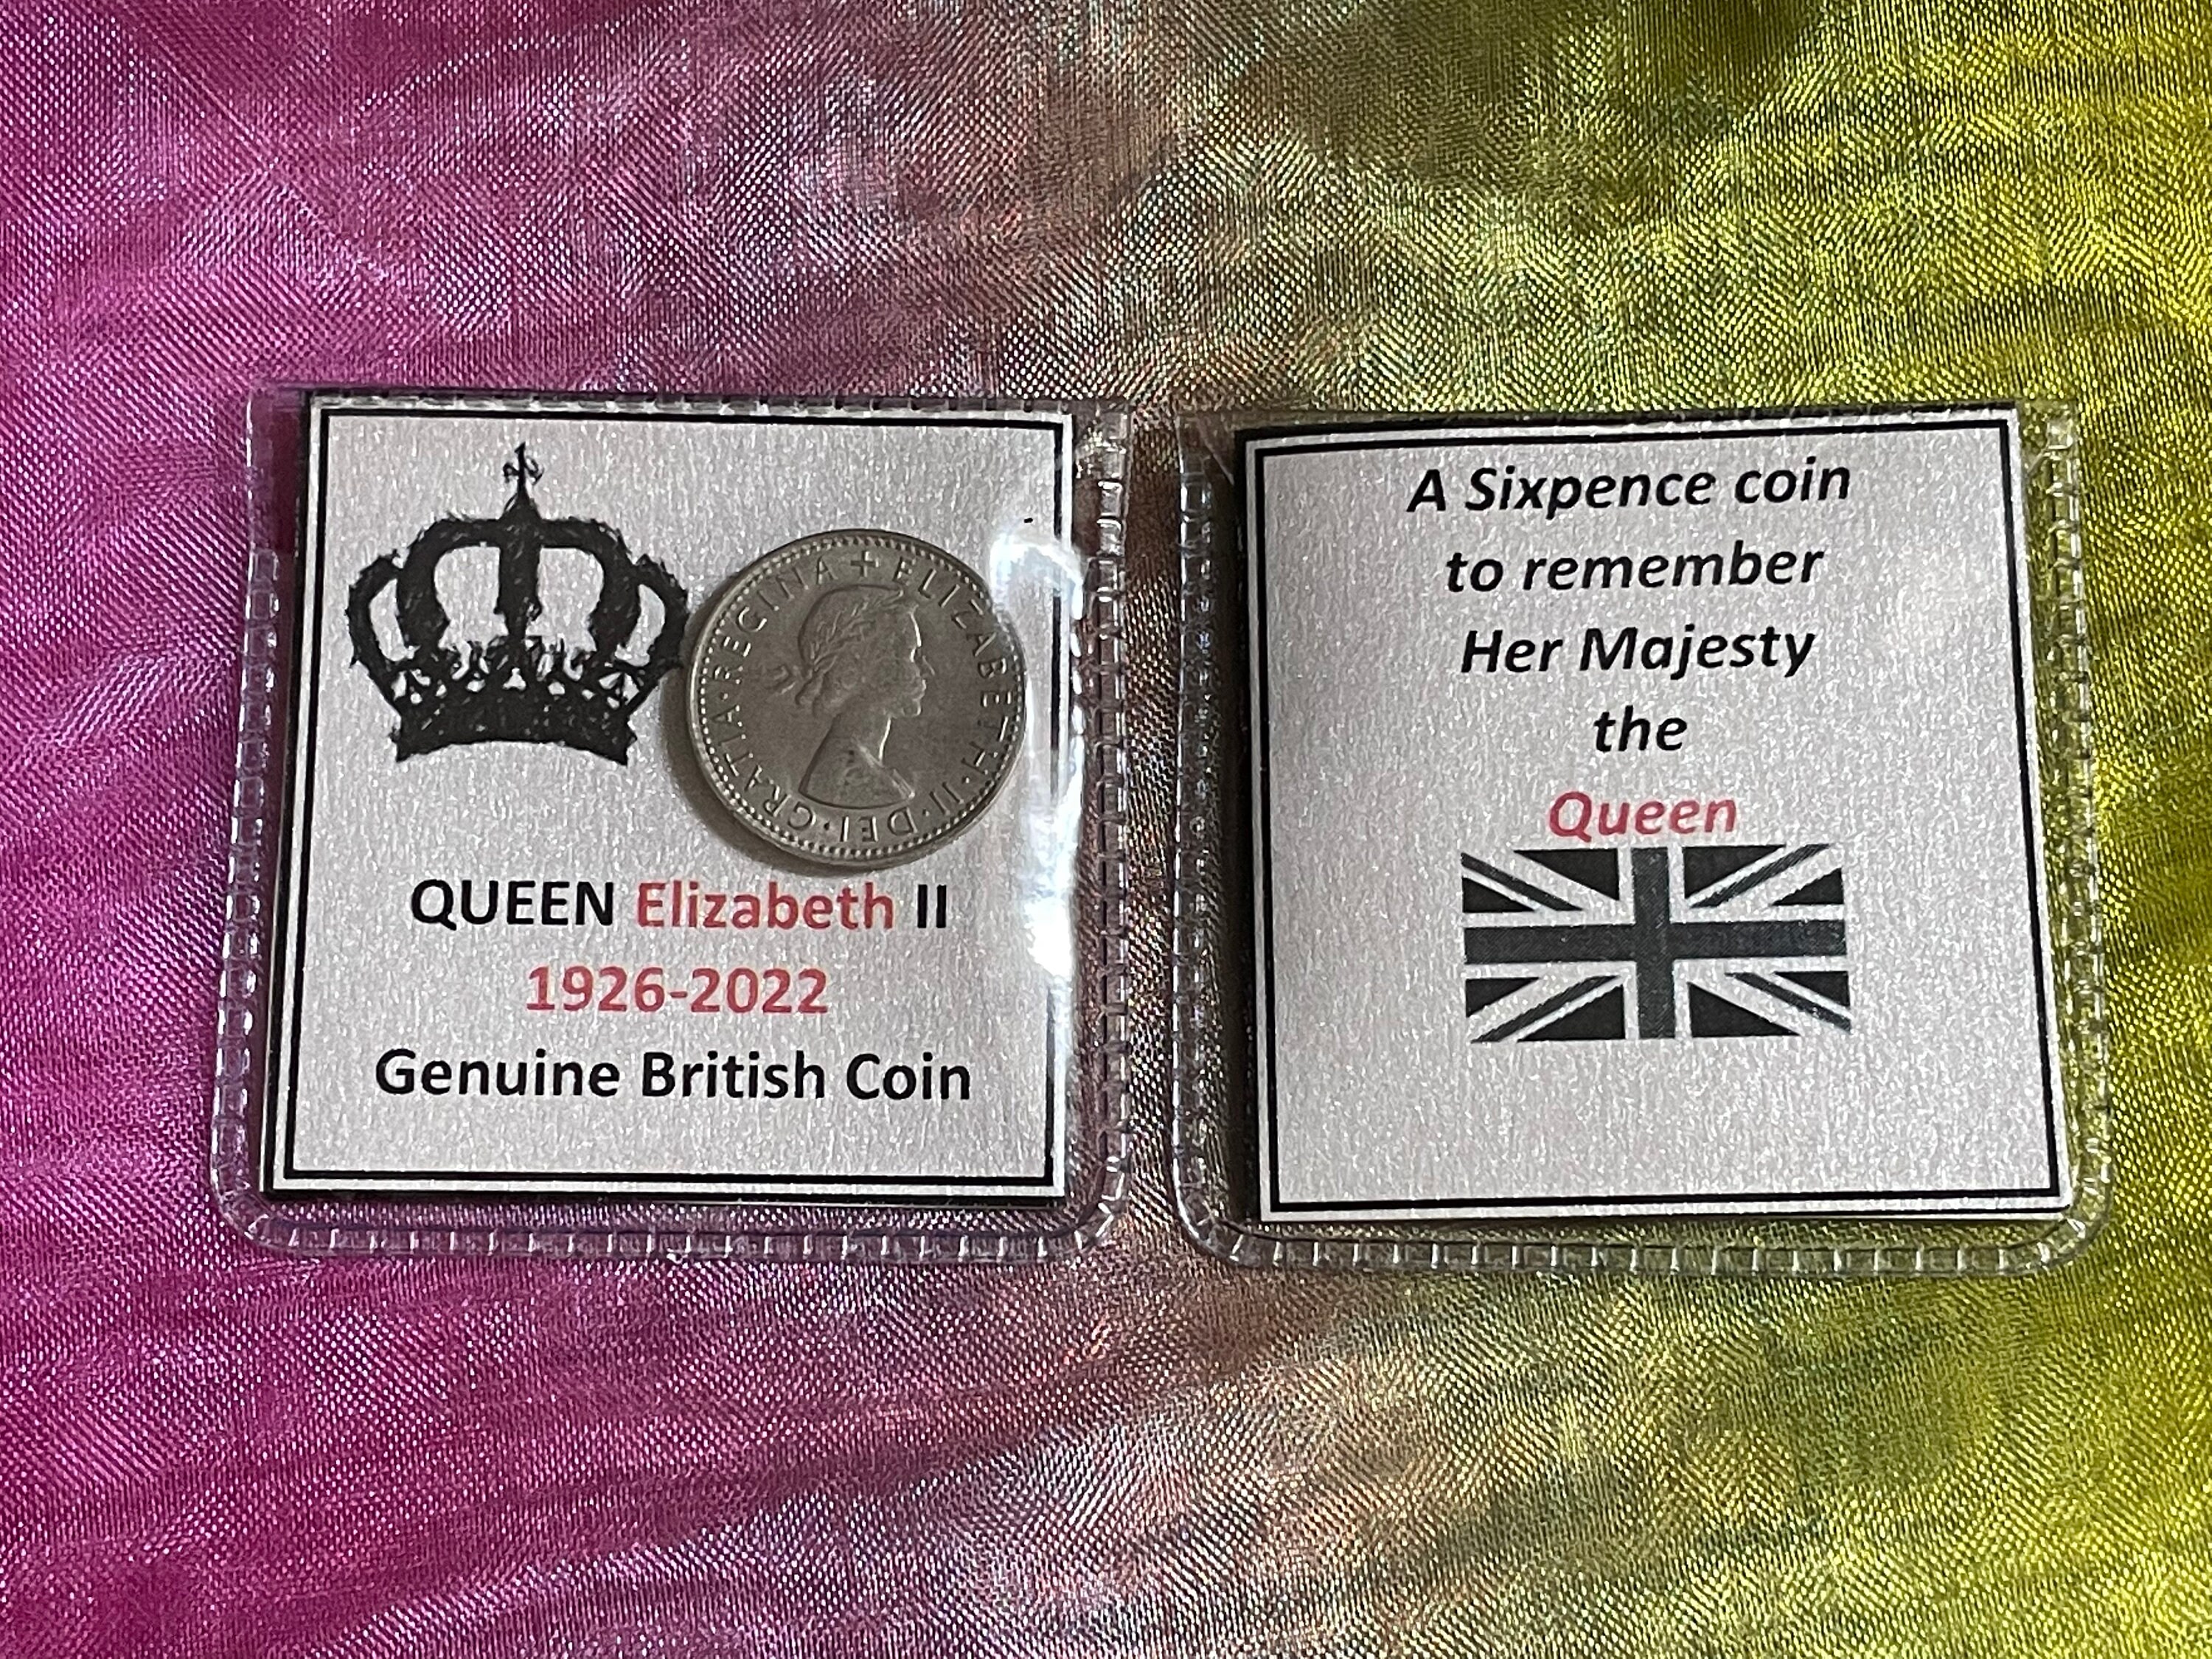 + ELIZABETH·II·DEI·GRATIA·REGINA
QUEEN Elizabeth II
1926-2022
Genuine British Coin
A Sixpence coin
to remember
Her Majesty
the
Queen